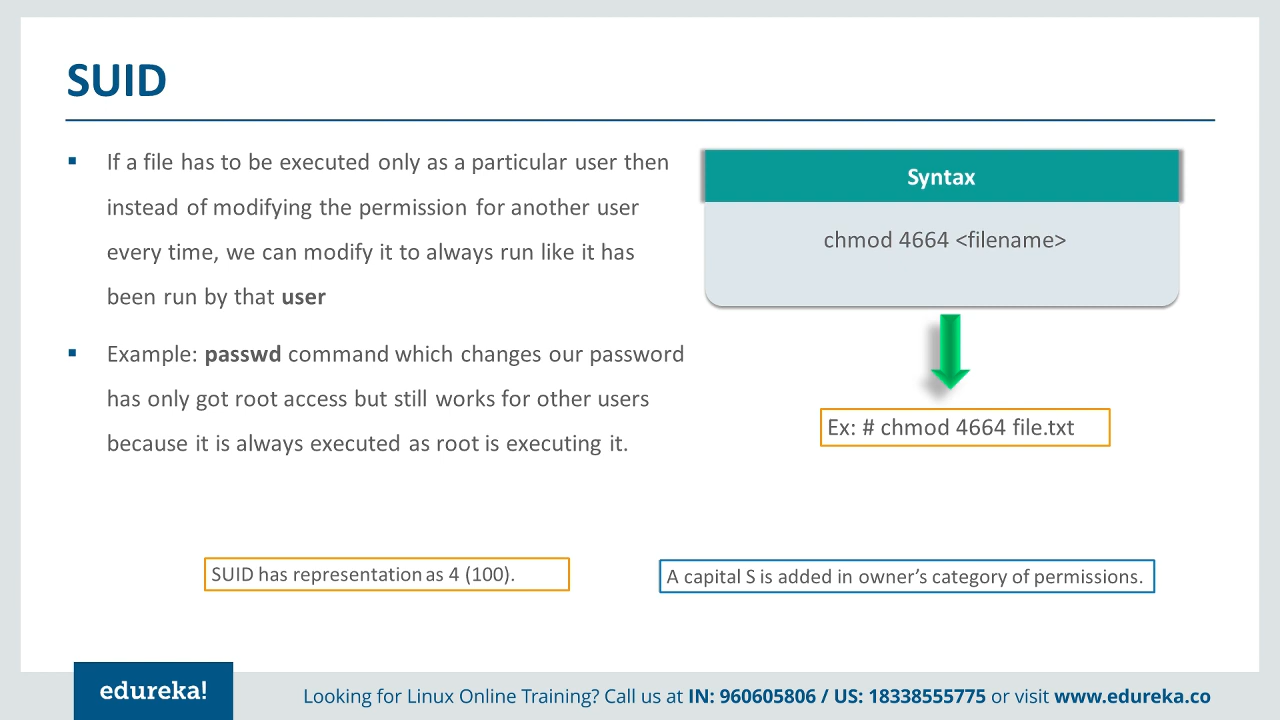 SUID
If a file has to be executed only as a particular user then
instead of modifying the permission for another user
every time, we can modify it to always run like it has
been run by that user
Example: passwd command which changes our password
has only got root access but still works for other users
because it is always executed as root is executing it.
Syntax
chmod 4664 <filename>
Ex: # chmod 4664 file.txt
SUID has representation as 4 (100).
A capital S is added in owner's category of permissions.
edureka!
Looking for Linux Online Training? Call us at IN: 960605806 / US: 18338555775 or visit www.edureka.co